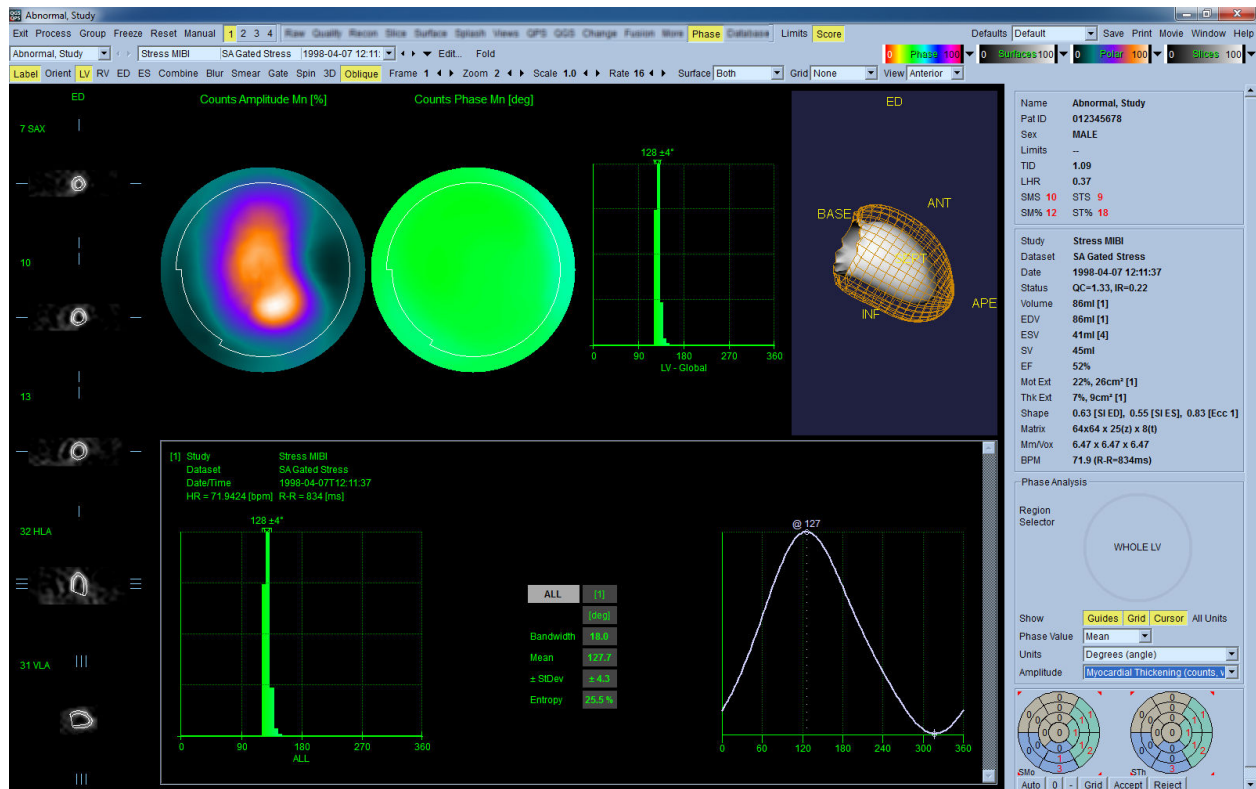 QGS QPS Abnormal, Study
Exit Process Group Freeze Reset Manual 1 2 3 4 Raw Quality Recon Slice Surface Splash Views QPS QGS Change Fusion More Phase Database Limits Score Defaults Default Save Print Movie Window Help
Abnormal, Study Stress MIBI SA Gated Stress 1998-04-07 12:11: Edit... Fold 0 Phase 100 0 Surfaces 100 0 Polar 100 0 Slices 100
Label Orient LV RV ED ES Combine Blur Smear Gate Spin 3D Oblique Frame 1 Zoom 2 Scale 1.0 Rate 16 Surface Both Grid None View Anterior
ED
7 SAX
10
13
32 HLA
31 VLA
Counts Amplitude Mn [%]
Counts Phase Mn [deg]
128 ±4°
0 90 180 270 360
LV - Global
ED
BASE
ANT
SEPT
INF
APE
[1] Study Stress MIBI
Dataset SA Gated Stress
Date/Time 1998-04-07T12:11:37
HR = 71.9424 [bpm] R-R = 834 [ms]
128 ±4°
0 90 180 270 360
ALL
ALL [1]
[deg]
Bandwidth 18.0
Mean 127.7
± StDev ± 4.3
Entropy 25.5 %
@ 127
0 60 120 180 240 300 360
Name Abnormal, Study
Pat ID 012345678
Sex MALE
Limits --
TID 1.09
LHR 0.37
SMS 10 STS 9
SM% 12 ST% 18
Study Stress MIBI
Dataset SA Gated Stress
Date 1998-04-07 12:11:37
Status QC=1.33, IR=0.22
Volume 86ml [1]
EDV 86ml [1]
ESV 41ml [4]
SV 45ml
EF 52%
Mot Ext 22%, 26cm² [1]
Thk Ext 7%, 9cm² [1]
Shape 0.63 [SI ED], 0.55 [SI ES], 0.83 [Ecc 1]
Matrix 64x64 x 25(z) x 8(t)
Mm/Vox 6.47 x 6.47 x 6.47
BPM 71.9 (R-R=834ms)
Phase Analysis
Region
Selector
WHOLE LV
Show Guides Grid Cursor All Units
Phase Value Mean
Units Degrees (angle)
Amplitude Myocardial Thickening (counts, v
SMo STh
Auto 0 - Grid Accept Reject